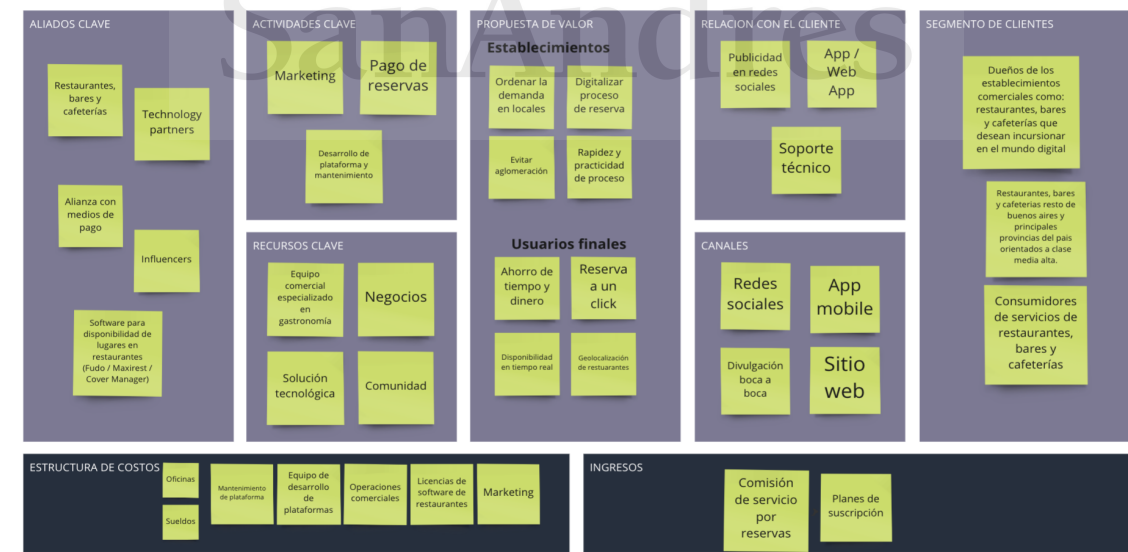 SanAndres
ALIADOS CLAVE
Restaurantes,
bares y
cafeterías
Technology
partners
Alianza con
medios de
pago
Influencers
Software para
disponibilidad de
lugares en
restaurantes
(Fudo / Maxirest /
Cover Manager)
ACTIVIDADES CLAVE
Marketing
Pago de
reservas
Desarrollo de
plataforma y
mantenimiento
RECURSOS CLAVE
Equipo
comercial
especializado
en
gastronomía
Negocios
Solución
tecnológica
Comunidad
PROPUESTA DE VALOR
Establecimientos
Ordenar la
demanda
en locales
Digitalizar
proceso
de reserva
Evitar
aglomeración
Rapidez y
practicidad
de proceso
Usuarios finales
Ahorro de
tiempo y
dinero
Reserva
a un
click
Disponibilidad
en tiempo real
Geolocalización
de restuarantes
RELACION CON EL CLIENTE
Publicidad
en redes
sociales
App /
Web
App
Soporte
técnico
CANALES
Redes
sociales
App
mobile
Divulgación
boca a
boca
Sitio
web
SEGMENTO DE CLIENTES
Dueños de los
establecimientos
comerciales como:
restaurantes, bares
y cafeterías que
desean incursionar
en el mundo digital
Restaurantes, bares
y cafeterias resto de
buenos aires y
principales
provincias del pais
orientados a clase
media alta.
Consumidores
de servicios de
restaurantes,
bares y
cafeterías
ESTRUCTURA DE COSTOS
Oficinas
Sueldos
Mantenimiento
de plataforma
Equipo de
desarrollo
de
plataformas
Operaciones
comerciales
Licencias de
software de
restaurantes
Marketing
INGRESOS
Comisión
de servicio
por
reservas
Planes de
suscripción